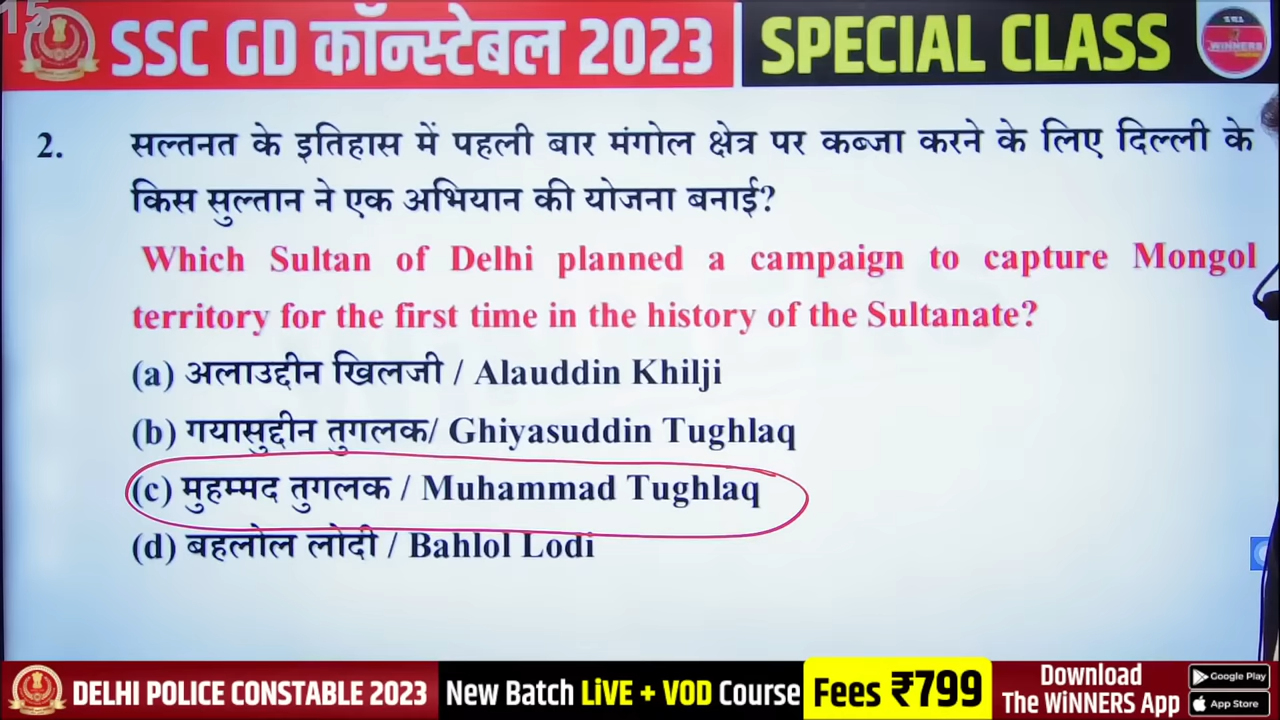 15
SSC GD कॉन्स्टेबल 2023
SPECIAL CLASS
WiNNERS
2. सल्तनत के इतिहास में पहली बार मंगोल क्षेत्र पर कब्जा करने के लिए दिल्ली के
किस सुल्तान ने एक अभियान की योजना बनाई?
Which Sultan of Delhi planned a campaign to capture Mongol
territory for the first time in the history of the Sultanate?
(a) अलाउद्दीन खिलजी / Alauddin Khilji
(b) गयासुद्दीन तुगलक/ Ghiyasuddin Tughlaq
(c) मुहम्मद तुगलक / Muhammad Tughlaq
(d) बहलोल लोदी / Bahlol Lodi
DELHI POLICE CONSTABLE 2023
New Batch LiVE + VOD Course
Fees ₹799
Download
The WiNNERS App
Google Play
App Store